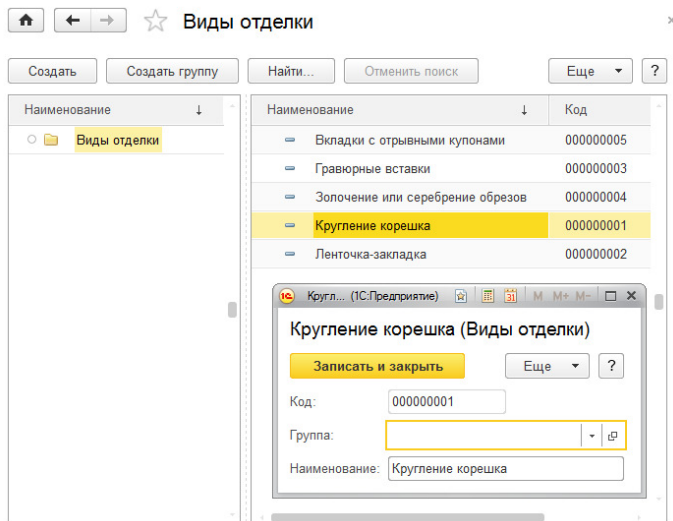 Виды отделки
Создать Создать группу Найти... Отменить поиск Еще ?
Наименование ↓ Наименование ↓ Код
Виды отделки Вкладки с отрывными купонами 000000005
Гравюрные вставки 000000003
Золочение или серебрение обрезов 000000004
Кругление корешка 000000001
Ленточка-закладка 000000002
1С Кругл... (1С:Предприятие) 31 M M+ M-
Кругление корешка (Виды отделки)
Записать и закрыть Еще ?
Код: 000000001
Группа:
Наименование: Кругление корешка